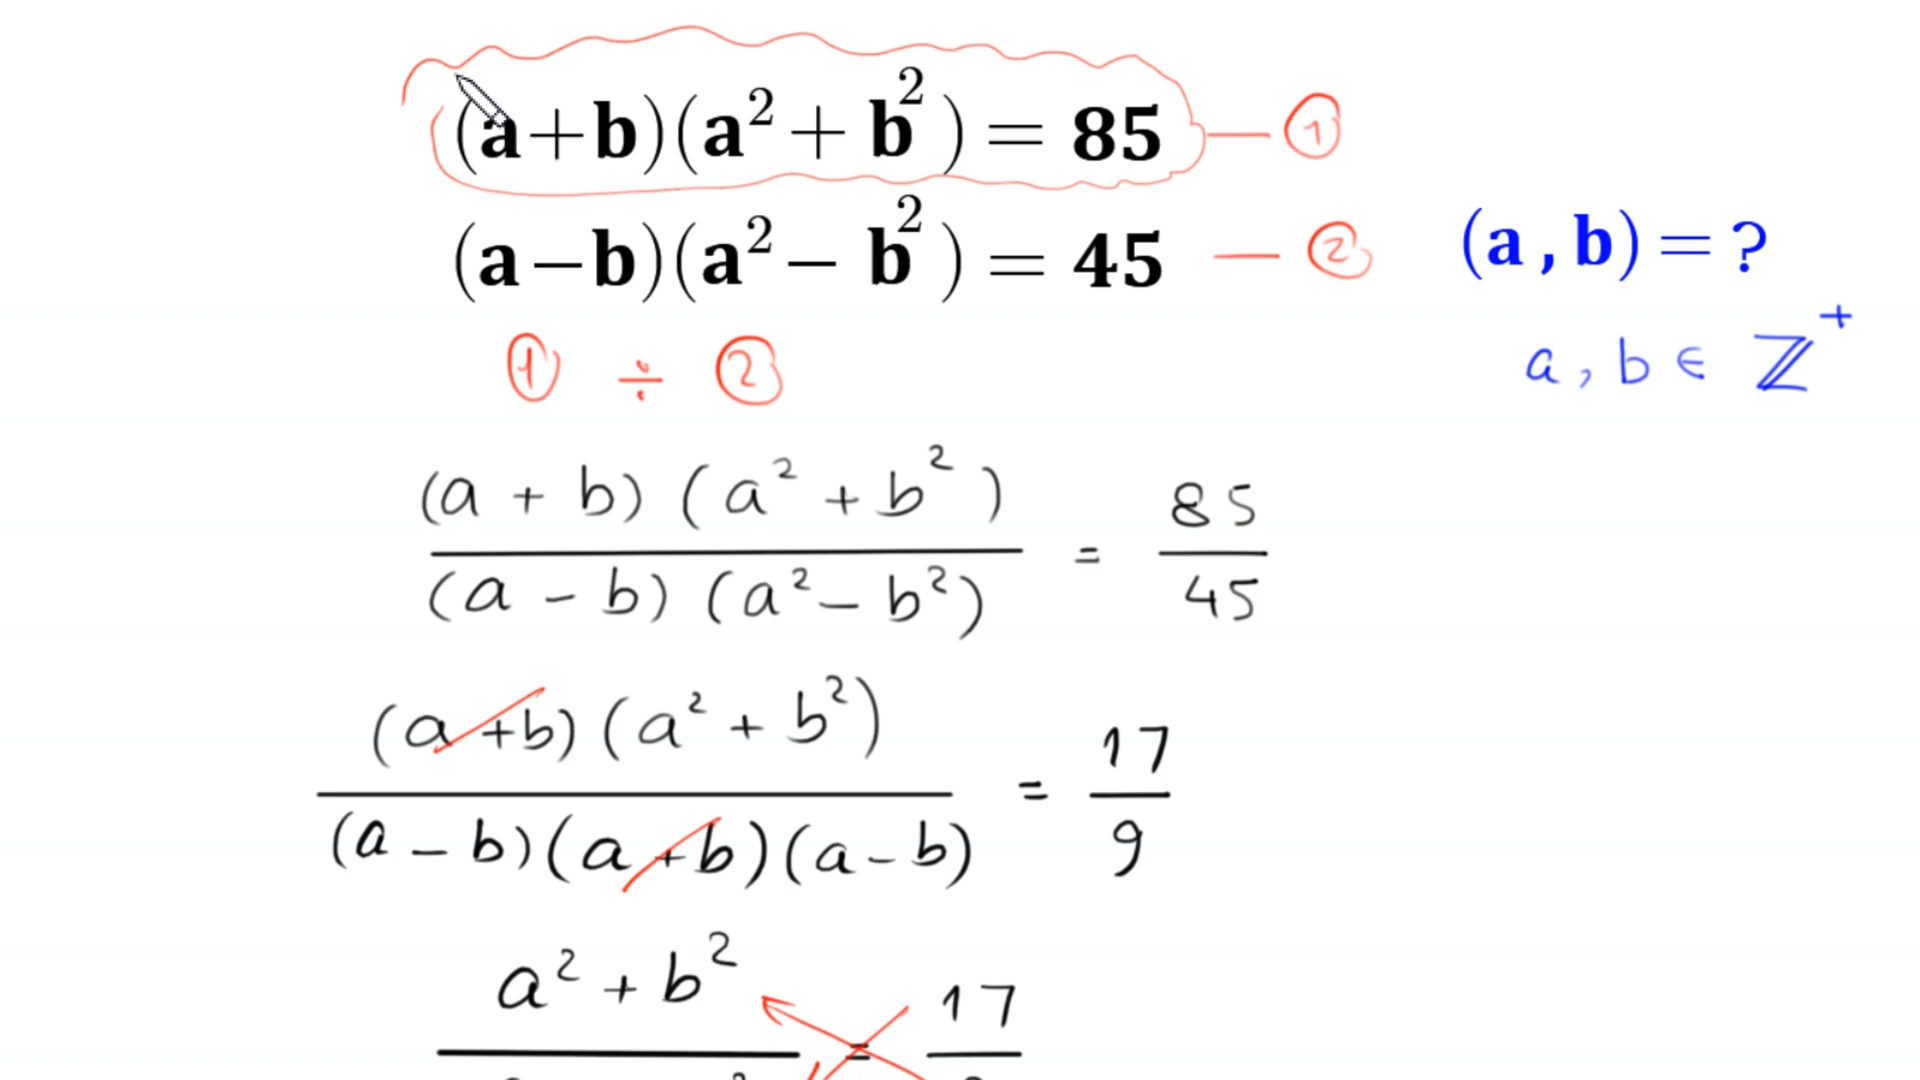 (a+b)(a² + b²) = 85 — ①
(a−b)(a² − b²) = 45 — ②
(a , b) = ?
a , b ∈ ℤ⁺
① ÷ ②
(a + b) (a² + b²) / (a - b) (a² - b²) = 85 / 45
(a +b) (a² + b²) / (a - b)(a +b)(a - b) = 17 / 9
a² + b²
= 17